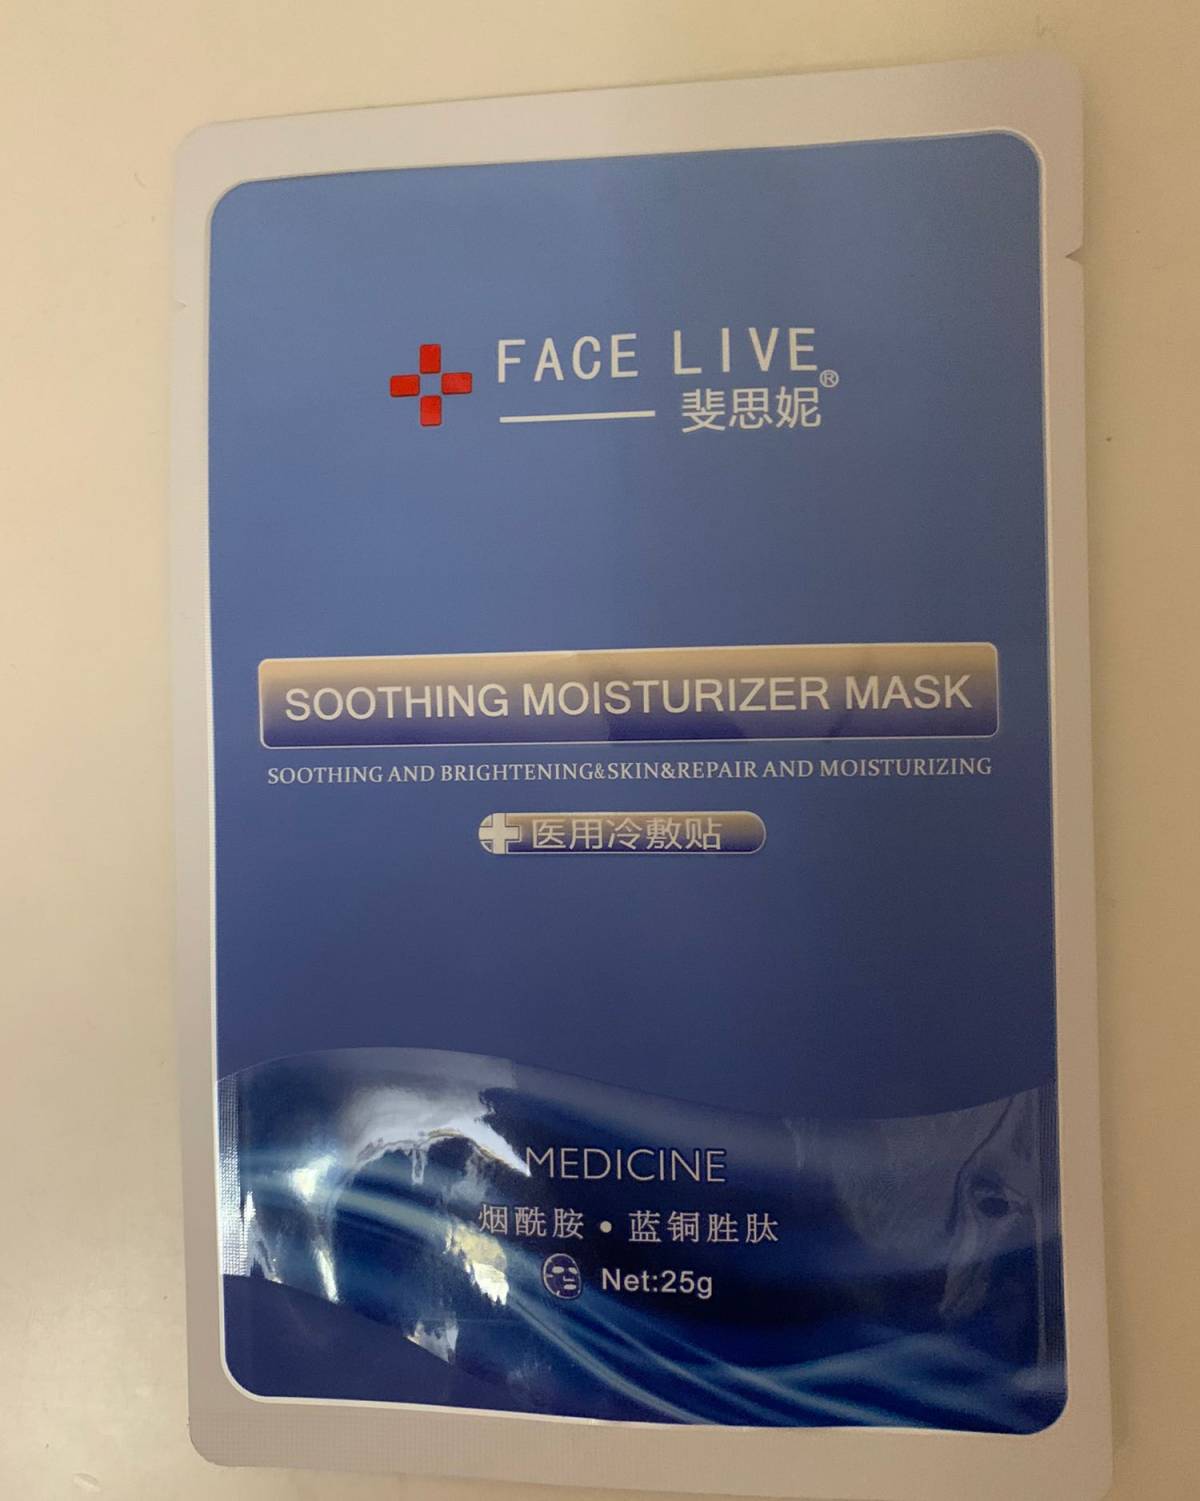 FACE LIVE
斐思妮®
SOOTHING MOISTURIZER MASK
SOOTHING AND BRIGHTENING&SKIN&REPAIR AND MOISTURIZING
医用冷敷贴
MEDICINE
烟酰胺•蓝铜胜肽
Net:25g